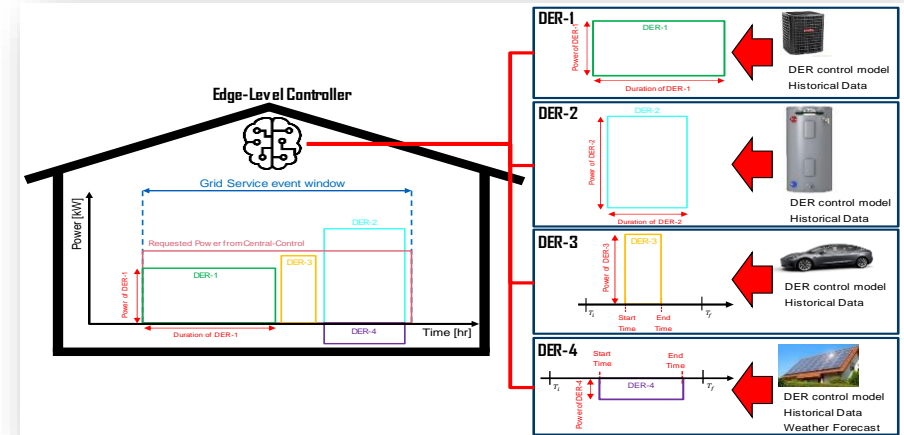 Edge-Level Controller
Grid Service event window
Power [kW]
DER-2
Requested Power from Central-Control
DER-1
DER-3
Power of DER-1
Duration of DER-1
DER-4
Time [hr]
DER-1
DER-1
Power of DER-1
Duration of DER-1
DER control model
Historical Data
DER-2
DER-2
Power of DER-2
Duration of DER-2
DER control model
Historical Data
DER-3
DER-3
Power of DER-3
T_i
Start
Time
End
Time
T_f
DER control model
Historical Data
DER-4
Start
Time
End
Time
T_i
T_f
DER-4
Power of DER-4
DER control model
Historical Data
Weather Forecast